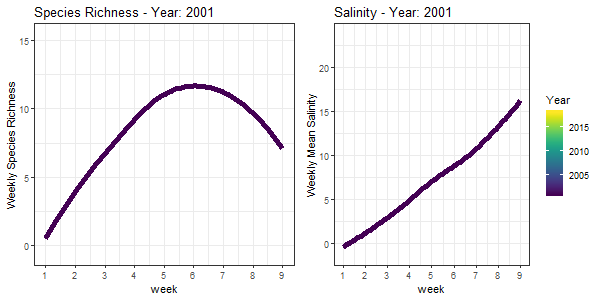 Species Richness - Year: 2001
Weekly Species Richness
15
10
5
0
1 2 3 4 5 6 7 8 9
week
Salinity - Year: 2001
Weekly Mean Salinity
20
15
10
5
0
1 2 3 4 5 6 7 8 9
week
Year
2015
2010
2005